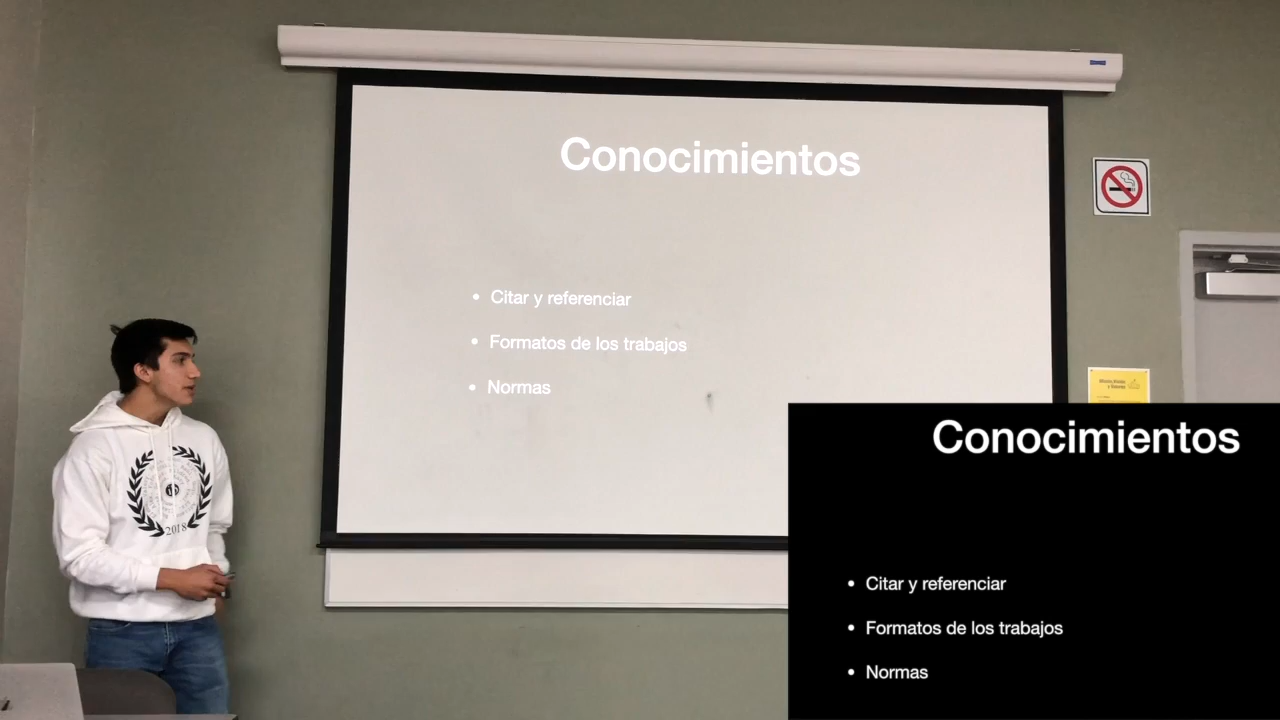 Conocimientos
• Citar y referenciar
• Formatos de los trabajos
• Normas
2018
Conocimientos
• Citar y referenciar
• Formatos de los trabajos
• Normas